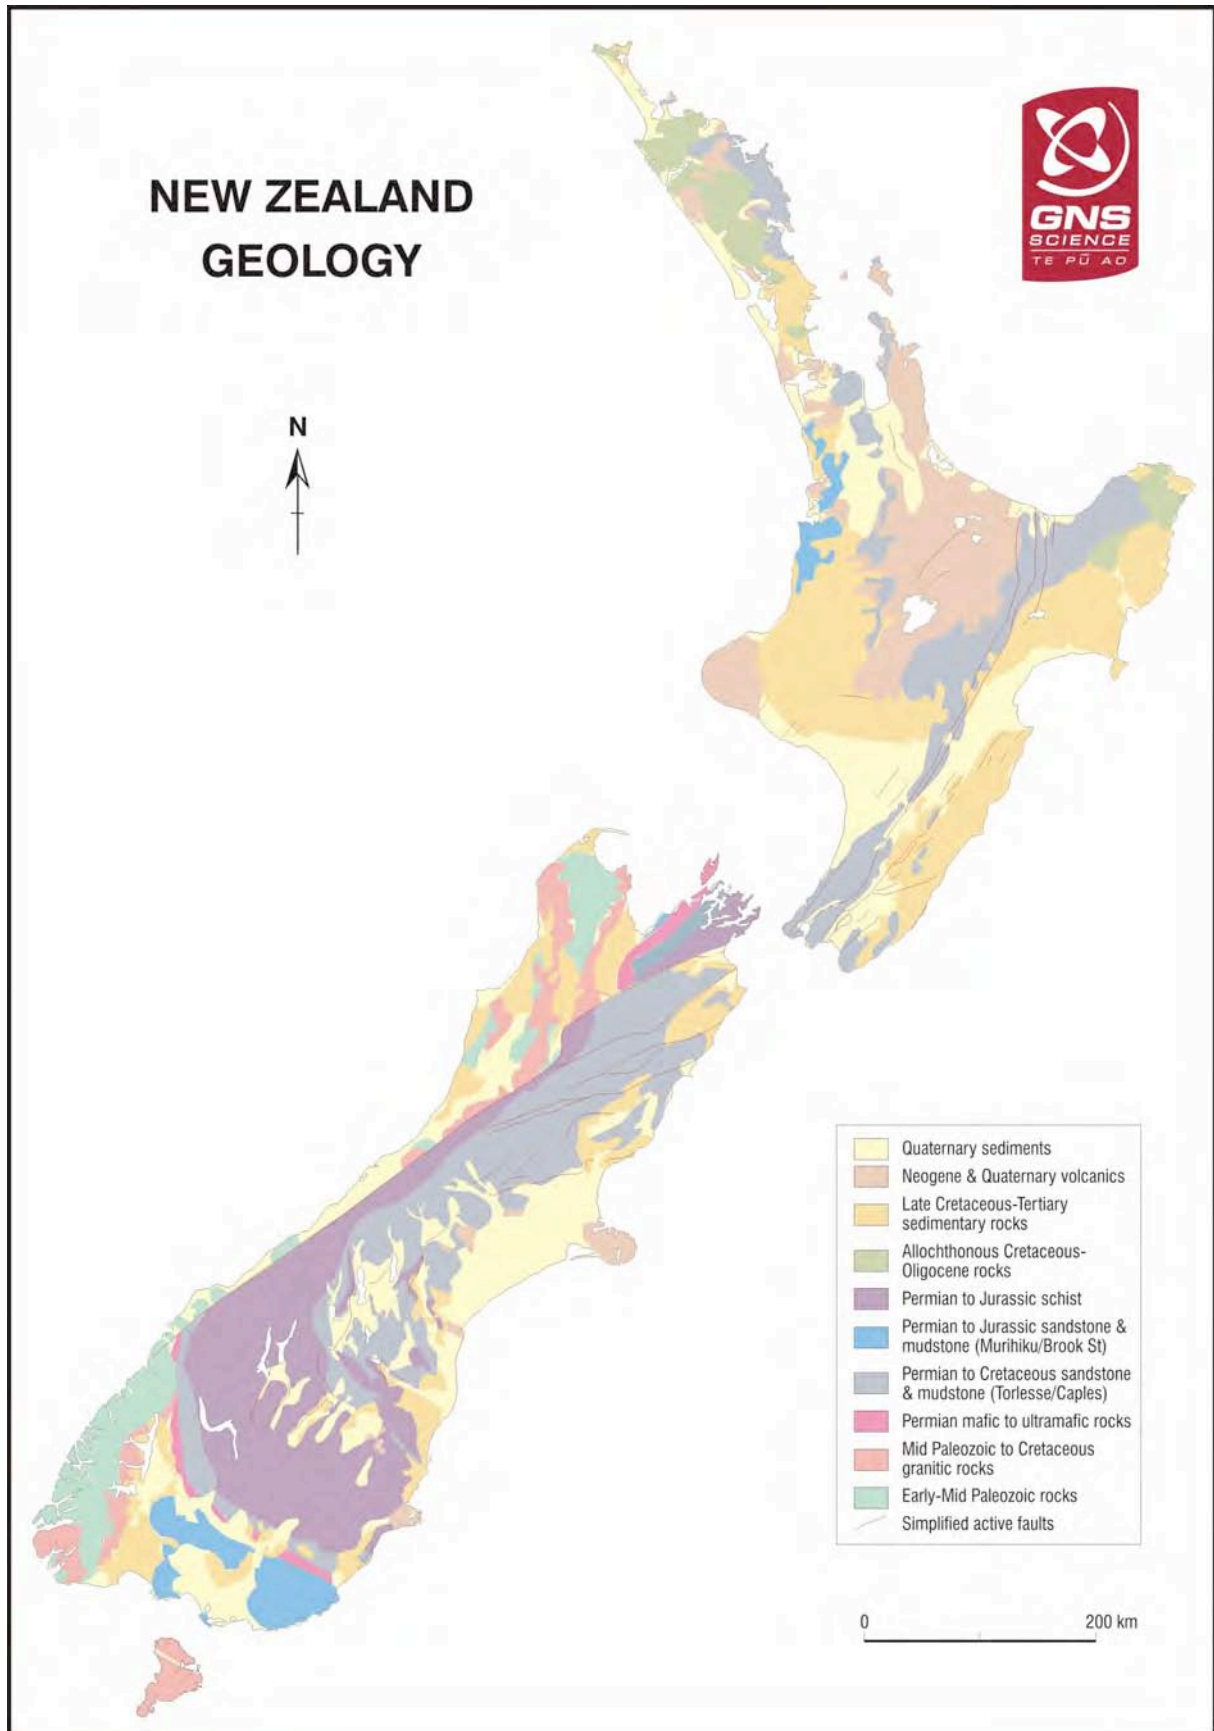 NEW ZEALAND
GEOLOGY
GNS
SCIENCE
TE PŪ AO
N
Quaternary sediments
Neogene & Quaternary volcanics
Late Cretaceous-Tertiary
sedimentary rocks
Allochthonous Cretaceous-
Oligocene rocks
Permian to Jurassic schist
Permian to Jurassic sandstone &
mudstone (Murihiku/Brook St)
Permian to Cretaceous sandstone
& mudstone (Torlesse/Caples)
Permian mafic to ultramafic rocks
Mid Paleozoic to Cretaceous
granitic rocks
Early-Mid Paleozoic rocks
Simplified active faults
0 200 km